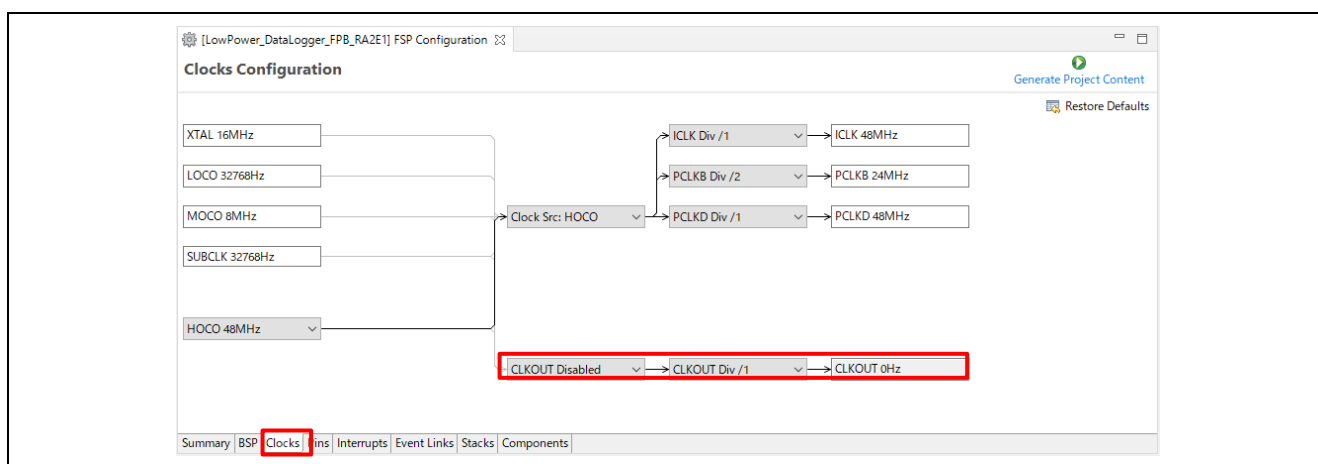 [LowPower_DataLogger_FPB_RA2E1] FSP Configuration
Clocks Configuration
Generate Project Content
Restore Defaults
XTAL 16MHz
ICLK Div /1
ICLK 48MHz
LOCO 32768Hz
PCLKB Div /2
PCLKB 24MHz
MOCO 8MHz
Clock Src: HOCO
PCLKD Div /1
PCLKD 48MHz
SUBCLK 32768Hz
HOCO 48MHz
CLKOUT Disabled
CLKOUT Div /1
CLKOUT 0Hz
Summary BSP Clocks Pins Interrupts Event Links Stacks Components